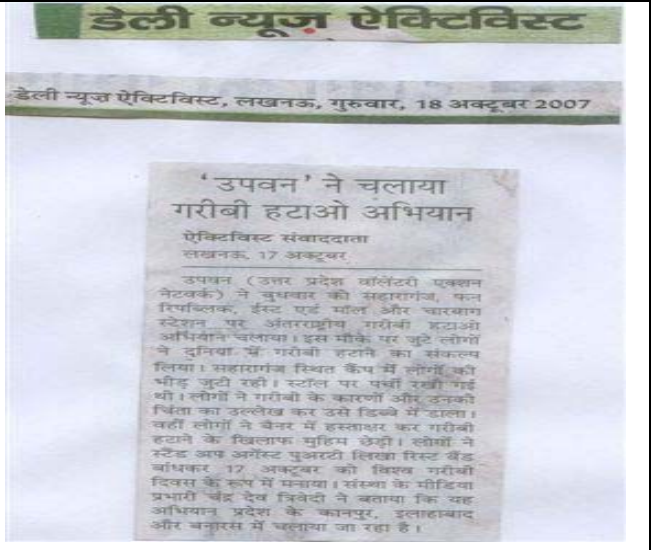 डेली न्यूज़ ऐक्टिविस्ट
डेली न्यूज़ ऐक्टिविस्ट, लखनऊ, गुरुवार, 18 अक्टूबर 2007
'उपवन' ने चलाया
गरीबी हटाओ अभियान
ऐक्टिविस्ट संवाददाता
लखनऊ, 17 अक्टूबर
उपवन (उत्तर प्रदेश वॉलेंटरी एक्शन
नेटवर्क) ने बुधवार को सहारागंज, फन
रिपब्लिक, ईस्ट एंड मॉल और चारबाग
स्टेशन पर अंतरराष्ट्रीय गरीबी हटाओ
अभियान चलाया। इस मौके पर जुटे लोगों
ने दुनिया में गरीबी हटाने का संकल्प
लिया। सहारागंज स्थित कैंप में लोगों की
भीड़ जुटी रही। स्टॉल पर पर्ची रखी गई
थी। लोगों ने गरीबी के कारणों और उनकी
चिंता का उल्लेख कर उसे डिब्बे में डाला।
वहीं लोगों ने बैनर में हस्ताक्षर कर गरीबी
हटाने के खिलाफ मुहिम छेड़ी। लोगों ने
स्टैंड अप अगेंस्ट पुअरटी लिखा रिस्ट बैंड
बांधकर 17 अक्टूबर को विश्व गरीबी
दिवस के रूप में मनाया। संस्था के मीडिया
प्रभारी चंद्र देव त्रिवेदी ने बताया कि यह
अभियान प्रदेश के कानपुर, इलाहाबाद
और बनारस में चलाया जा रहा है।